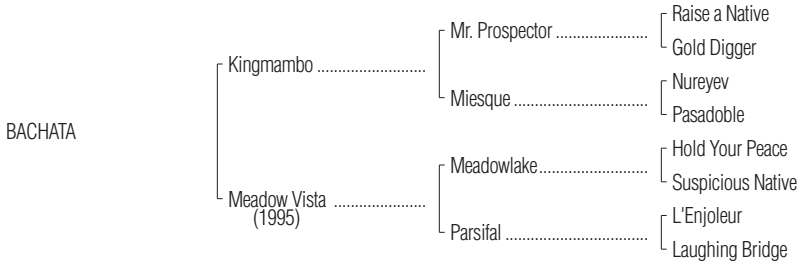 Raise a Native
Mr. Prospector ......................
Gold Digger
Kingmambo ..........................
Nureyev
Miesque ................................
Pasadoble
BACHATA
Hold Your Peace
Meadowlake..........................
Suspicious Native
Meadow Vista ......................
(1995)
L'Enjoleur
Parsifal ..................................
Laughing Bridge